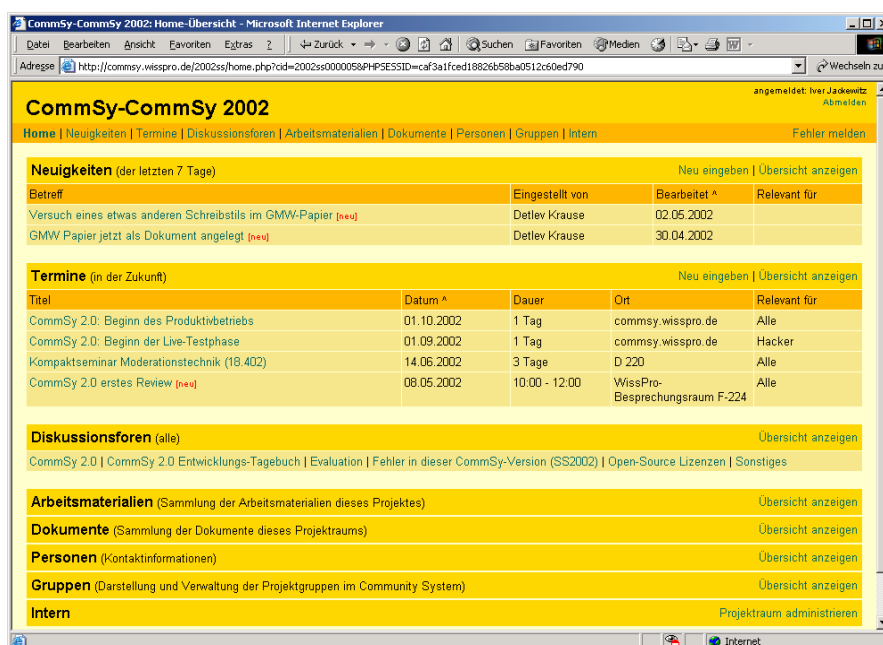 CommSy-CommSy 2002: Home-Übersicht - Microsoft Internet Explorer
Datei Bearbeiten Ansicht Favoriten Extras ? Zurück Suchen Favoriten Medien
Adresse http://commsy.wisspro.de/2002ss/home.php?cid=2002ss000005&PHPSESSID=caf3a1fced18826b58ba0512c60ed790 Wechseln zu
angemeldet: Iver Jackewitz
Abmelden
CommSy-CommSy 2002
Home | Neuigkeiten | Termine | Diskussionsforen | Arbeitsmaterialien | Dokumente | Personen | Gruppen | Intern Fehler melden
Neuigkeiten (der letzten 7 Tage) Neu eingeben | Übersicht anzeigen
Betreff Eingestellt von Bearbeitet ^ Relevant für
Versuch eines etwas anderen Schreibstils im GMW-Papier [neu] Detlev Krause 02.05.2002
GMW Papier jetzt als Dokument angelegt [neu] Detlev Krause 30.04.2002
Termine (in der Zukunft) Neu eingeben | Übersicht anzeigen
Titel Datum ^ Dauer Ort Relevant für
CommSy 2.0: Beginn des Produktivbetriebs 01.10.2002 1 Tag commsy.wisspro.de Alle
CommSy 2.0: Beginn der Live-Testphase 01.09.2002 1 Tag commsy.wisspro.de Hacker
Kompaktseminar Moderationstechnik (18.402) 14.06.2002 3 Tage D 220 Alle
CommSy 2.0 erstes Review [neu] 08.05.2002 10:00 - 12:00 WissPro- Alle
Besprechungsraum F-224
Diskussionsforen (alle) Übersicht anzeigen
CommSy 2.0 | CommSy 2.0 Entwicklungs-Tagebuch | Evaluation | Fehler in dieser CommSy-Version (SS2002) | Open-Source Lizenzen | Sonstiges
Arbeitsmaterialien (Sammlung der Arbeitsmaterialien dieses Projektes) Übersicht anzeigen
Dokumente (Sammlung der Dokumente dieses Projektraums) Übersicht anzeigen
Personen (Kontaktinformationen) Übersicht anzeigen
Gruppen (Darstellung und Verwaltung der Projektgruppen im Community System) Übersicht anzeigen
Intern Projektraum administrieren
Internet